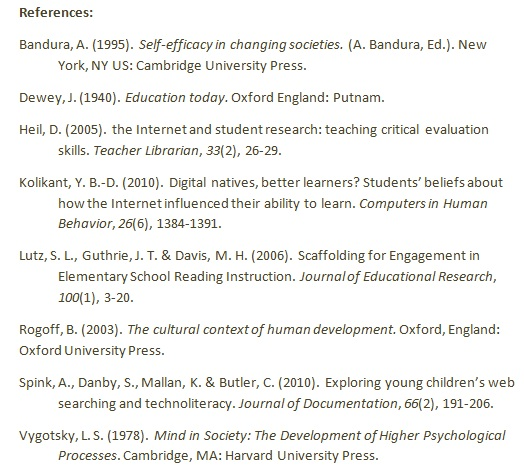 References:
Bandura, A. (1995). Self-efficacy in changing societies. (A. Bandura, Ed.). New
York, NY US: Cambridge University Press.
Dewey, J. (1940). Education today. Oxford England: Putnam.
Heil, D. (2005). the Internet and student research: teaching critical evaluation
skills. Teacher Librarian, 33(2), 26-29.
Kolikant, Y. B.-D. (2010). Digital natives, better learners? Students’ beliefs about
how the Internet influenced their ability to learn. Computers in Human
Behavior, 26(6), 1384-1391.
Lutz, S. L., Guthrie, J. T. & Davis, M. H. (2006). Scaffolding for Engagement in
Elementary School Reading Instruction. Journal of Educational Research,
100(1), 3-20.
Rogoff, B. (2003). The cultural context of human development. Oxford, England:
Oxford University Press.
Spink, A., Danby, S., Mallan, K. & Butler, C. (2010). Exploring young children’s web
searching and technoliteracy. Journal of Documentation, 66(2), 191-206.
Vygotsky, L. S. (1978). Mind in Society: The Development of Higher Psychological
Processes. Cambridge, MA: Harvard University Press.